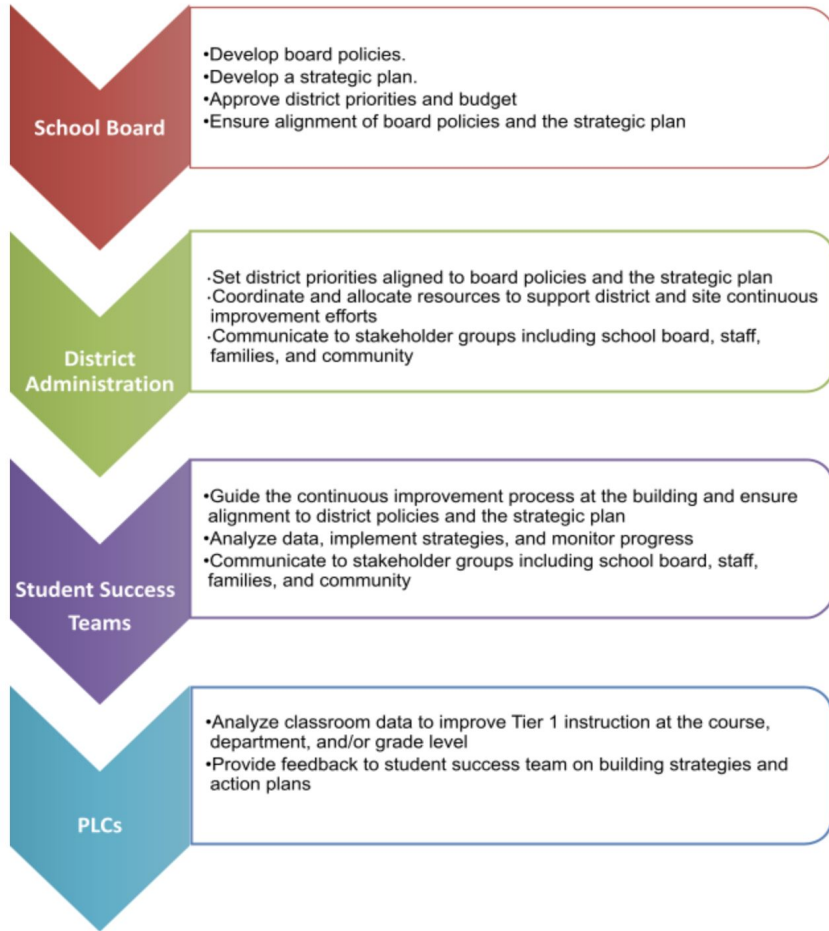 School Board
•Develop board policies.
•Develop a strategic plan.
•Approve district priorities and budget
•Ensure alignment of board policies and the strategic plan
District
Administration
·Set district priorities aligned to board policies and the strategic plan
·Coordinate and allocate resources to support district and site continuous
improvement efforts
·Communicate to stakeholder groups including school board, staff,
families, and community
Student Success
Teams
•Guide the continuous improvement process at the building and ensure
alignment to district policies and the strategic plan
•Analyze data, implement strategies, and monitor progress
•Communicate to stakeholder groups including school board, staff,
families, and community
PLCs
•Analyze classroom data to improve Tier 1 instruction at the course,
department, and/or grade level
•Provide feedback to student success team on building strategies and
action plans